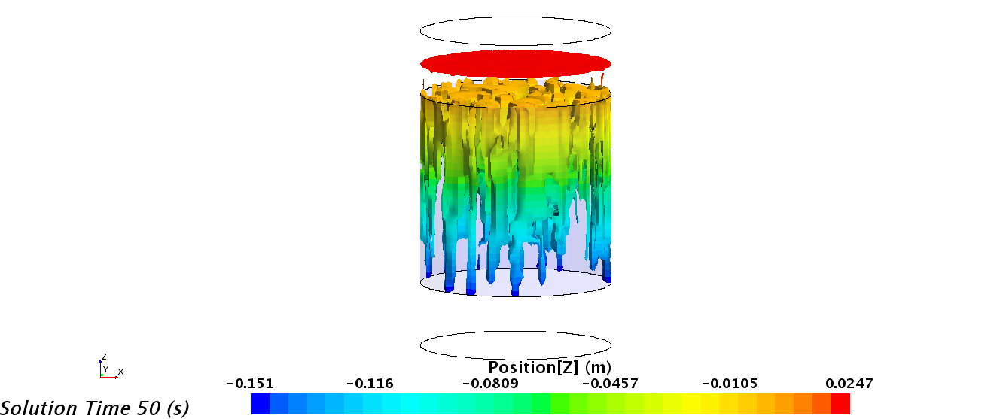 Z
Y X
Position[Z] (m)
-0.151 -0.116 -0.0809 -0.0457 -0.0105 0.0247
Solution Time 50 (s)